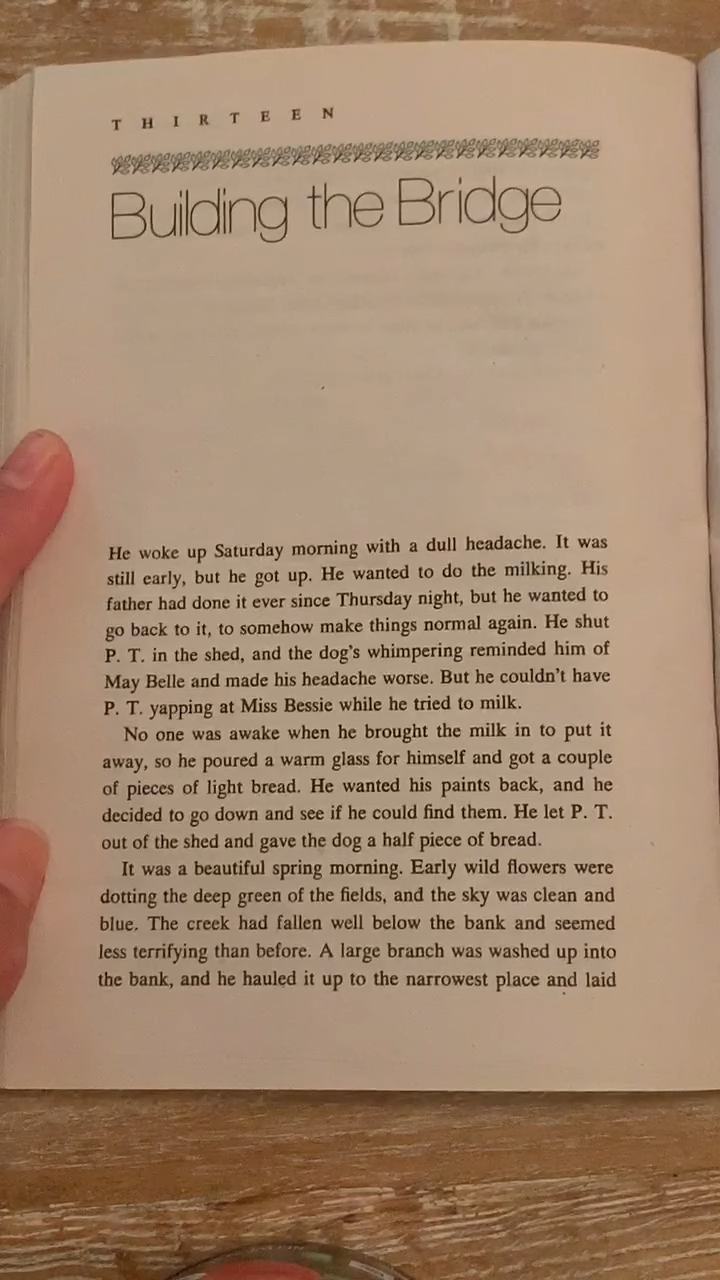 THIRTEEN
Building the Bridge
He woke up Saturday morning with a dull headache. It was
still early, but he got up. He wanted to do the milking. His
father had done it ever since Thursday night, but he wanted to
go back to it, to somehow make things normal again. He shut
P. T. in the shed, and the dog’s whimpering reminded him of
May Belle and made his headache worse. But he couldn’t have
P. T. yapping at Miss Bessie while he tried to milk.
No one was awake when he brought the milk in to put it
away, so he poured a warm glass for himself and got a couple
of pieces of light bread. He wanted his paints back, and he
decided to go down and see if he could find them. He let P. T.
out of the shed and gave the dog a half piece of bread.
It was a beautiful spring morning. Early wild flowers were
dotting the deep green of the fields, and the sky was clean and
blue. The creek had fallen well below the bank and seemed
less terrifying than before. A large branch was washed up into
the bank, and he hauled it up to the narrowest place and laid